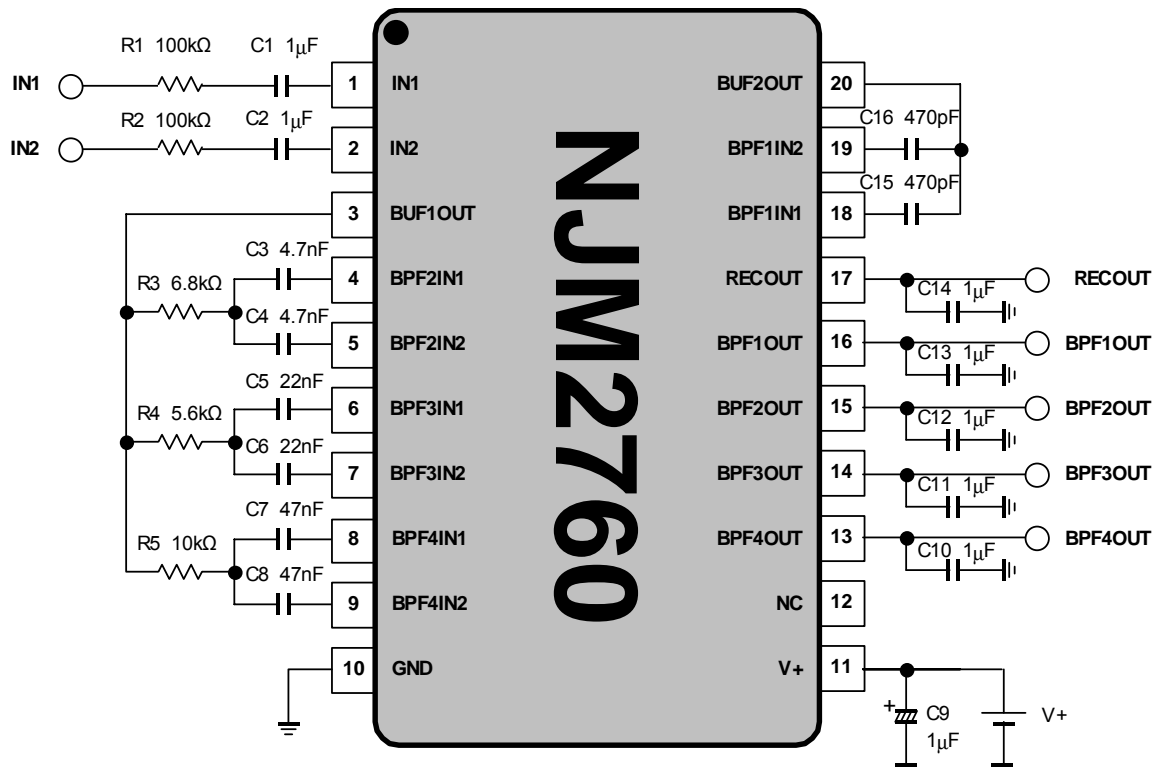 R1 100kΩ
C1 1μF
IN1
1
IN1
R2 100kΩ
C2 1μF
IN2
2
IN2
3
BUF1OUT
C3 4.7nF
4
BPF2IN1
R3 6.8kΩ
C4 4.7nF
5
BPF2IN2
C5 22nF
6
BPF3IN1
R4 5.6kΩ
C6 22nF
7
BPF3IN2
C7 47nF
8
BPF4IN1
R5 10kΩ
C8 47nF
9
BPF4IN2
10
GND
NJM2760
BUF2OUT
20
C16 470pF
BPF1IN2
19
C15 470pF
BPF1IN1
18
RECOUT
17
C14 1μF
RECOUT
BPF1OUT
16
C13 1μF
BPF1OUT
BPF2OUT
15
C12 1μF
BPF2OUT
BPF3OUT
14
C11 1μF
BPF3OUT
BPF4OUT
13
C10 1μF
BPF4OUT
NC
12
V+
11
+
C9
1μF
V+